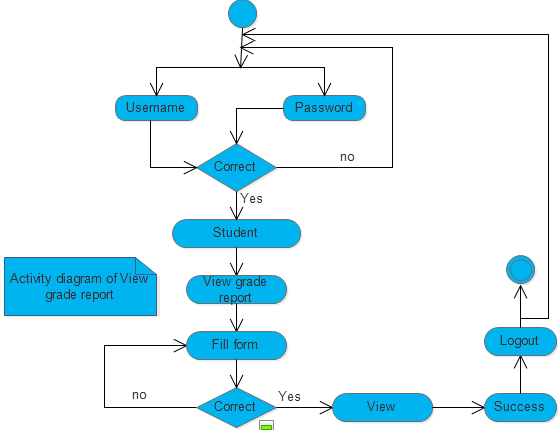 Username
Password
Correct
no
Yes
Student
Activity diagram of View
grade report
View grade
report
Fill form
Logout
no
Correct
Yes
View
Success